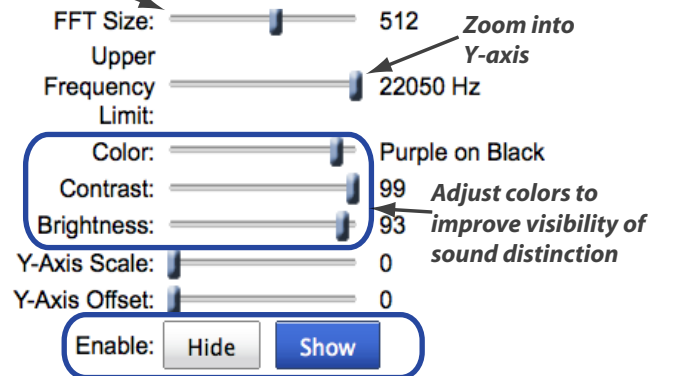 FFT Size: 512
Zoom into
Y-axis
Upper
Frequency
Limit:
22050 Hz
Color: Purple on Black
Contrast: 99
Adjust colors to
improve visibility of
sound distinction
Brightness: 93
Y-Axis Scale: 0
Y-Axis Offset: 0
Enable: Hide Show